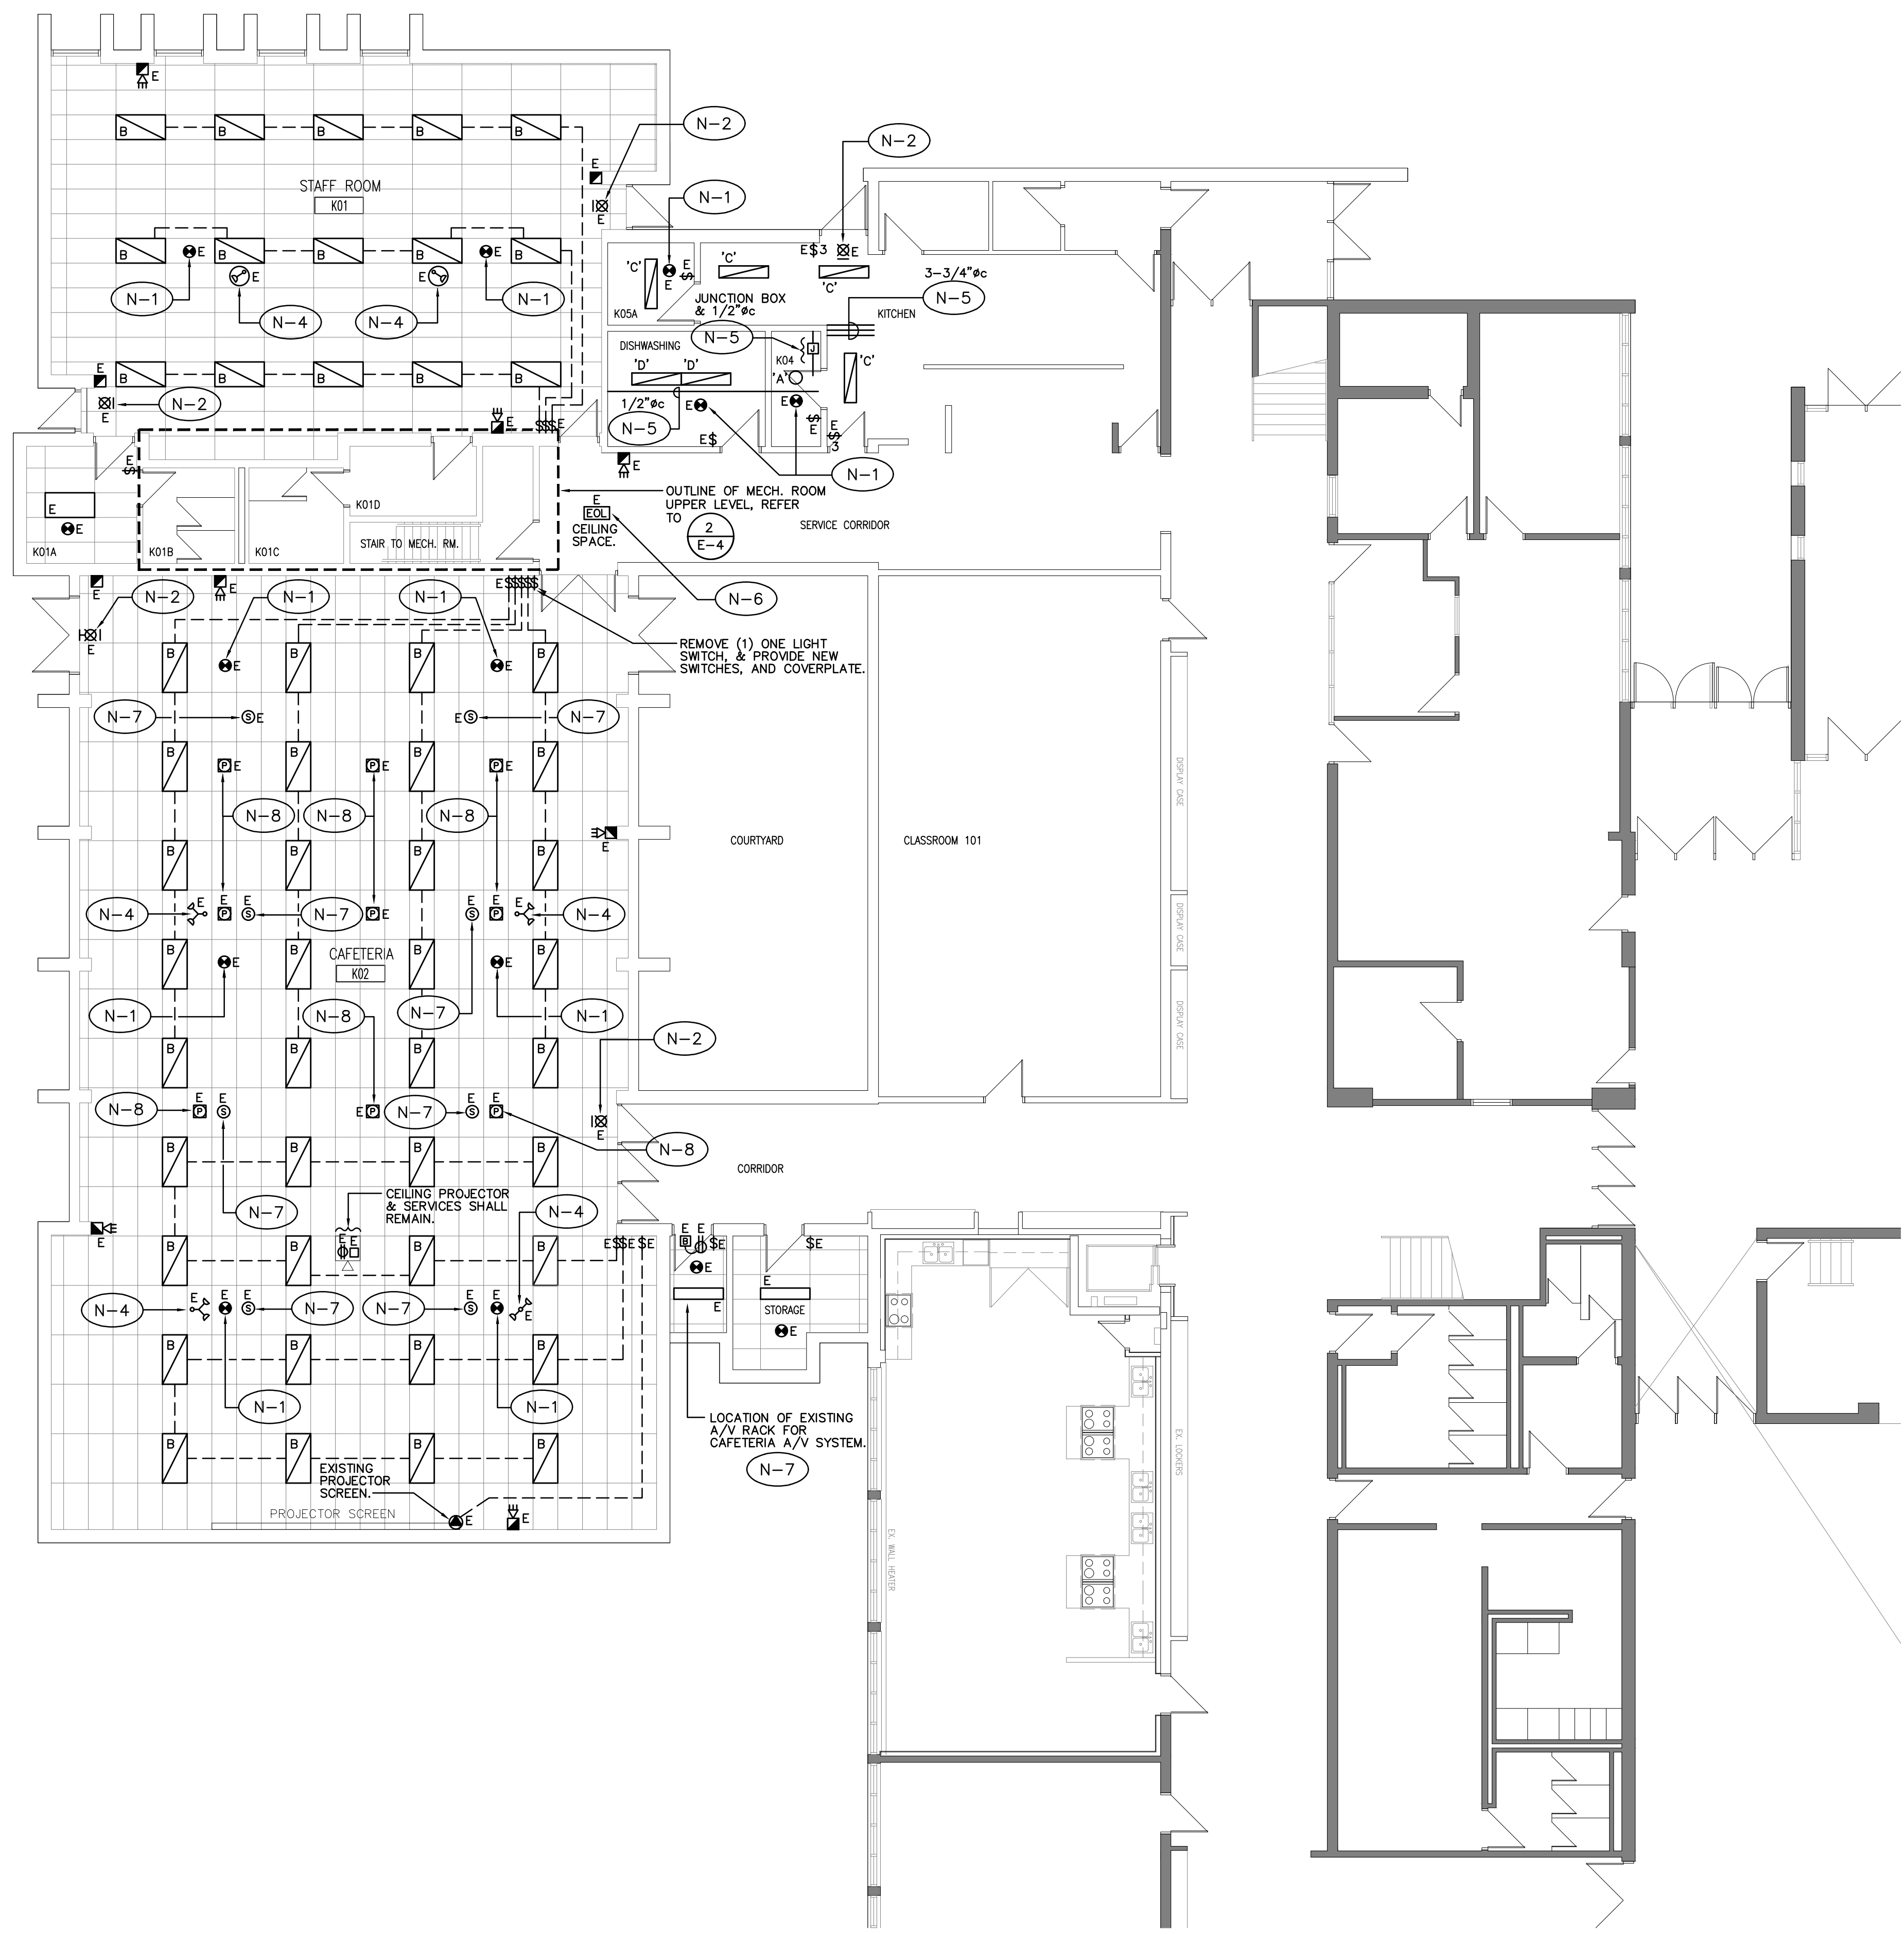 E
N-2
N-2
B
B
B
B
B
E
STAFF ROOM
K01
N-1
E
E$3
E
B
E
B
B
B
E
B
E
E
N-1
N-4
N-4
N-1
'C'
E
E
$
'C'
'C'
3-3/4"øc
N-5
K05A
JUNCTION BOX
& 1/2"øc
KITCHEN
DISHWASHING
N-5
J
K04
'D'
'D'
'A'
'C'
E
B
B
B
B
B
N-2
E
1/2"øc
E
E
N-5
E$
E
$
E
$
3
E
$$$E
N-1
E
$
E
OUTLINE OF MECH. ROOM
UPPER LEVEL, REFER
TO
2
E-4
E
EOL
CEILING
SPACE.
SERVICE CORRIDOR
E
E
K01A
K01B
K01C
K01D
STAIR TO MECH. RM.
E
E
E$$$$$
N-2
N-1
N-1
N-6
E
REMOVE (1) ONE LIGHT
SWITCH, & PROVIDE NEW
SWITCHES, AND COVERPLATE.
B
B
B
B
E
E
N-7
S
E
E
S
N-7
B
B
B
B
P
E
P
E
P
E
N-8
N-8
N-8
E
COURTYARD
CLASSROOM 101
DISPLAY CASE
DISPLAY CASE
DISPLAY CASE
B
B
B
B
N-4
E
E
P
E
S
N-7
P
E
E
S
E
P
E
N-4
CAFETERIA
K02
B
B
B
B
E
E
N-1
N-8
N-7
N-1
N-2
B
B
B
B
N-8
E
P
E
S
E
P
N-7
E
S
E
P
E
N-8
B
B
B
B
CORRIDOR
N-7
CEILING PROJECTOR
& SERVICES SHALL
REMAIN.
N-4
E
E
E
B
B
B
B
E$$E
$E
E
E
$E
$E
E
E
E
STORAGE
E
N-4
E
E
E
S
N-7
N-7
E
S
E
E
B
B
B
B
N-1
N-1
LOCATION OF EXISTING
A/V RACK FOR
CAFETERIA A/V SYSTEM.
N-7
B
B
B
B
EXISTING
PROJECTOR
SCREEN.
PROJECTOR SCREEN
E
E
EX. LOCKERS
EX. WALL HEATER